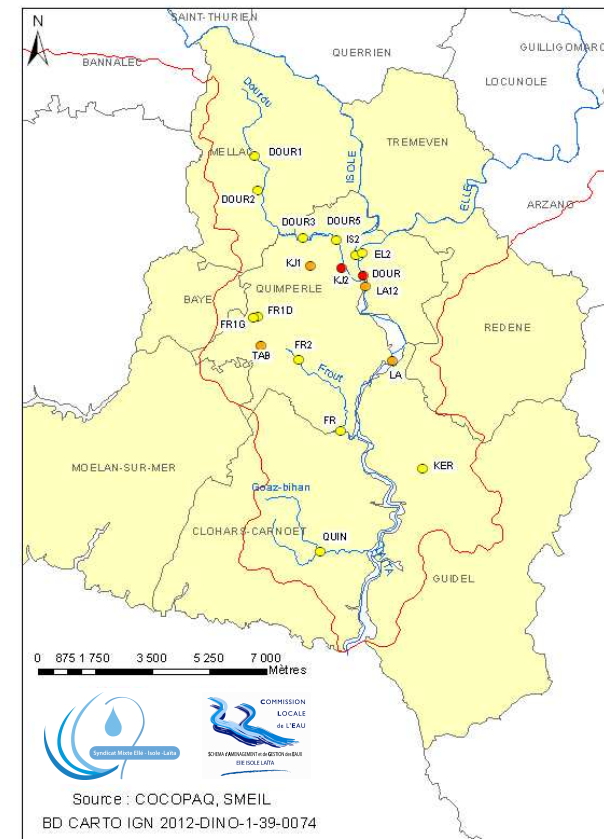 SAINT-THURIEN
N
QUERRIEN
GUILLIGOMARC
BANNALEC
LOCUNOLE
Dourdu
TREMEVEN
MELLAC
DOUR1
ISOLE
ELLE
DOUR2
ARZANO
DOUR3
DOUR5
IS2
EL2
KJ1
KJ2
DOUR
QUIMPERLE
LA12
BAYE
FR1D
FR1G
REDENE
TAB
FR2
LA
Frout
FR
MOELAN-SUR-MER
KER
Goaz-bihan
CLOHARS-CARNOET
QUIN
GUIDEL
0 875 1 750 3 500 5 250 7 000
Mètres
Syndicat Mixte Elle - Isole -Laita
COMMISSION
LOCALE
de L'EAU
SCHEMA d'AMENAGEMENT et de GESTION des EAUX
ELLE ISOLE LAITA
Source : COCOPAQ, SMEIL
BD CARTO IGN 2012-DINO-1-39-0074